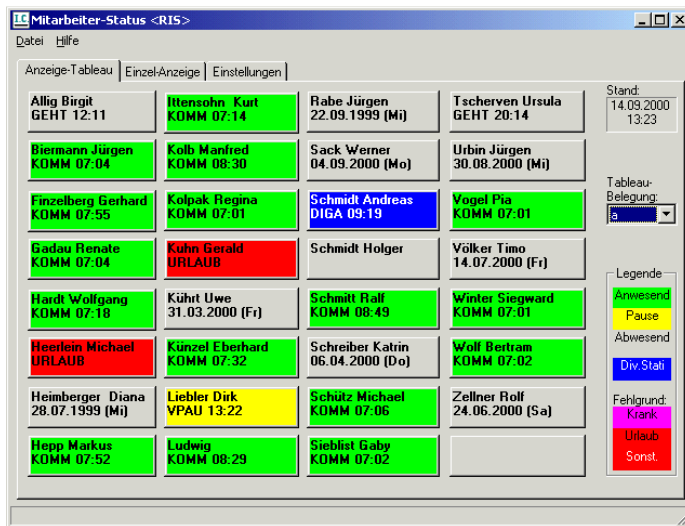 Mitarbeiter-Status <RIS>
Datei Hilfe
Anzeige-Tableau Einzel-Anzeige Einstellungen
Allig Birgit
GEHT 12:11
Ittensohn Kurt
KOMM 07:14
Rabe Jürgen
22.09.1999 (Mi)
Tscherven Ursula
GEHT 20:14
Biermann Jürgen
KOMM 07:04
Kolb Manfred
KOMM 08:30
Sack Werner
04.09.2000 (Mo)
Urbin Jürgen
30.08.2000 (Mi)
Finzelberg Gerhard
KOMM 07:55
Kolpak Regina
KOMM 07:01
Schmidt Andreas
DIGA 09:19
Vogel Pia
KOMM 07:01
Gadau Renate
KOMM 07:04
Kuhn Gerald
URLAUB
Schmidt Holger
Völker Timo
14.07.2000 (Fr)
Hardt Wolfgang
KOMM 07:18
Kührt Uwe
31.03.2000 (Fr)
Schmitt Ralf
KOMM 08:49
Winter Siegward
KOMM 07:01
Heerlein Michael
URLAUB
Künzel Eberhard
KOMM 07:32
Schreiber Katrin
06.04.2000 (Do)
Wolf Bertram
KOMM 07:02
Heimberger Diana
28.07.1999 (Mi)
Liebler Dirk
VPAU 13:22
Schütz Michael
KOMM 07:06
Zellner Rolf
24.06.2000 (Sa)
Hepp Markus
KOMM 07:52
Ludwig
KOMM 08:29
Sieblist Gaby
KOMM 07:02
Stand:
14.09.2000
13:23
Tableau-
Belegung:
a
Legende
Anwesend
Pause
Abwesend
Div.Stati
Fehlgrund:
Krank
Urlaub
Sonst.